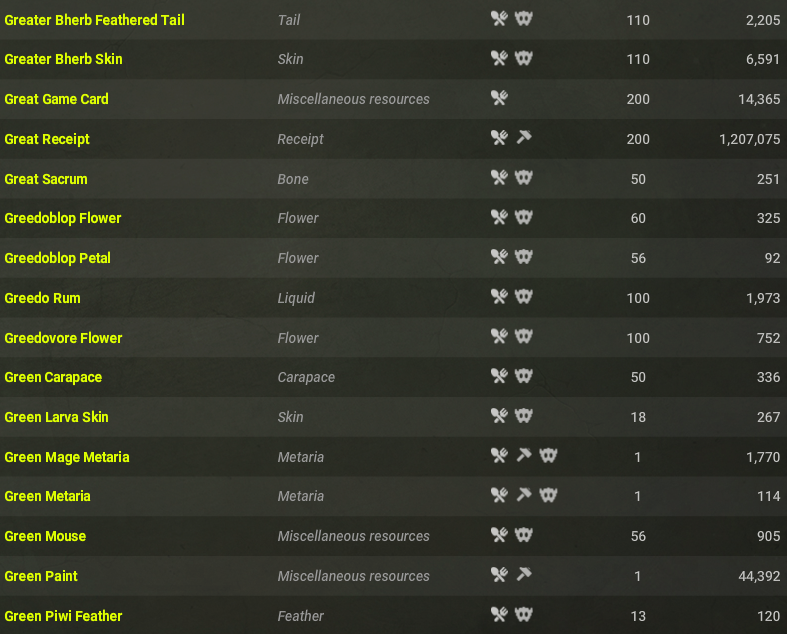 Greater Bherb Feathered Tail Tail 110 2,205
Greater Bherb Skin Skin 110 6,591
Great Game Card Miscellaneous resources 200 14,365
Great Receipt Receipt 200 1,207,075
Great Sacrum Bone 50 251
Greedoblop Flower Flower 60 325
Greedoblop Petal Flower 56 92
Greedo Rum Liquid 100 1,973
Greedovore Flower Flower 100 752
Green Carapace Carapace 50 336
Green Larva Skin Skin 18 267
Green Mage Metaria Metaria 1 1,770
Green Metaria Metaria 1 114
Green Mouse Miscellaneous resources 56 905
Green Paint Miscellaneous resources 1 44,392
Green Piwi Feather Feather 13 120